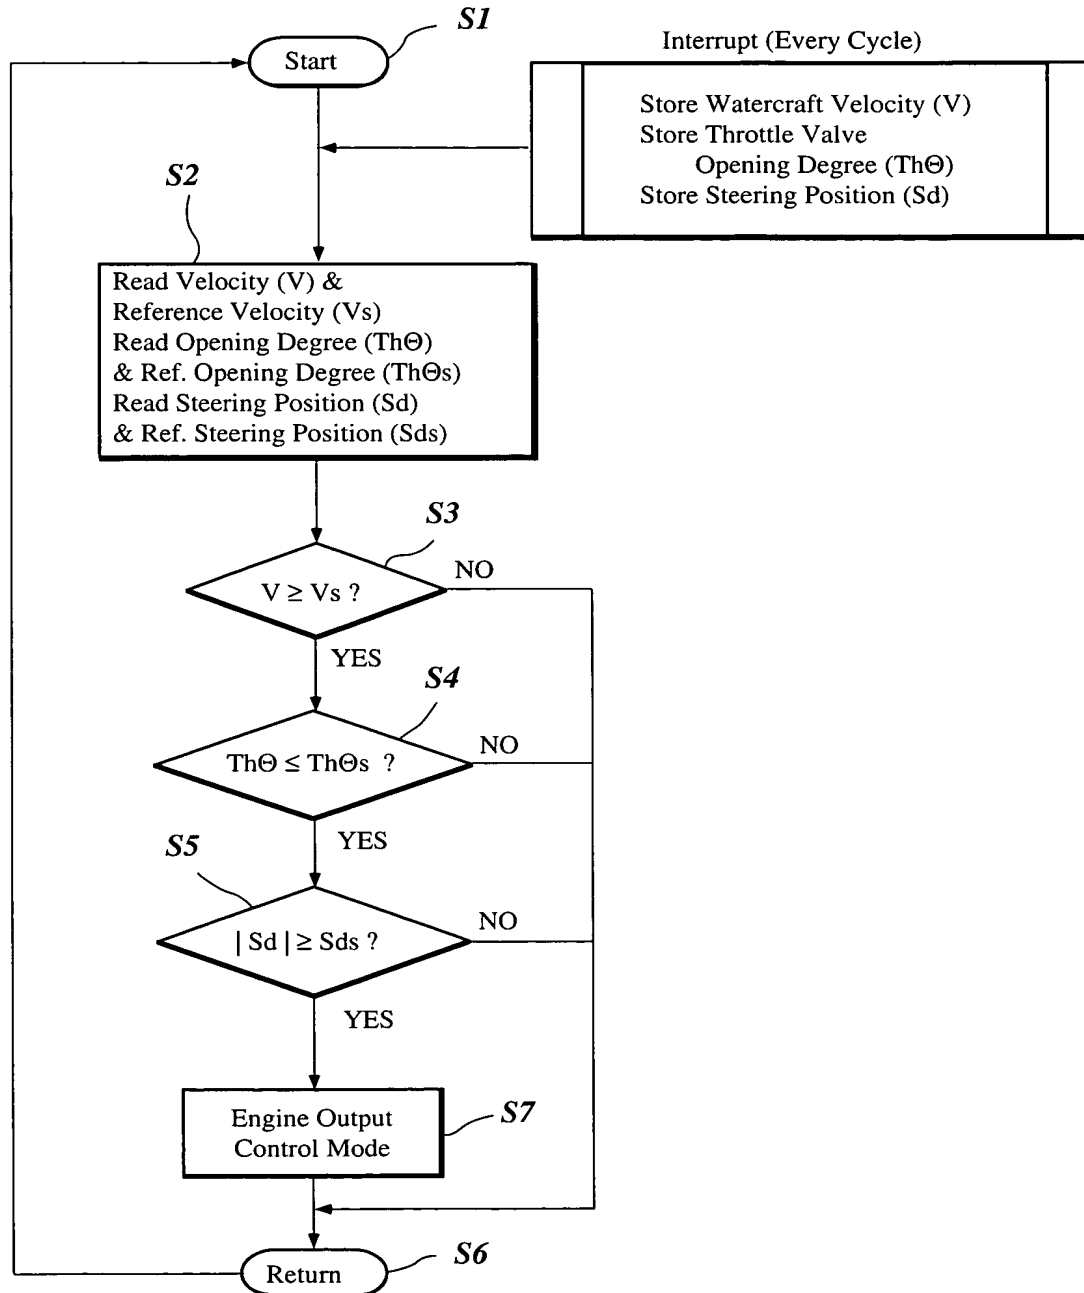 S1
Start
Interrupt (Every Cycle)
Store Watercraft Velocity (V)
Store Throttle Valve
Opening Degree (ThΘ)
Store Steering Position (Sd)
S2
Read Velocity (V) &
Reference Velocity (Vs)
Read Opening Degree (ThΘ)
& Ref. Opening Degree (ThΘs)
Read Steering Position (Sd)
& Ref. Steering Position (Sds)
S3
V ≥ Vs ?
NO
YES
S4
ThΘ ≤ ThΘs ?
NO
YES
S5
| Sd | ≥ Sds ?
NO
YES
Engine Output
Control Mode
S7
Return
S6